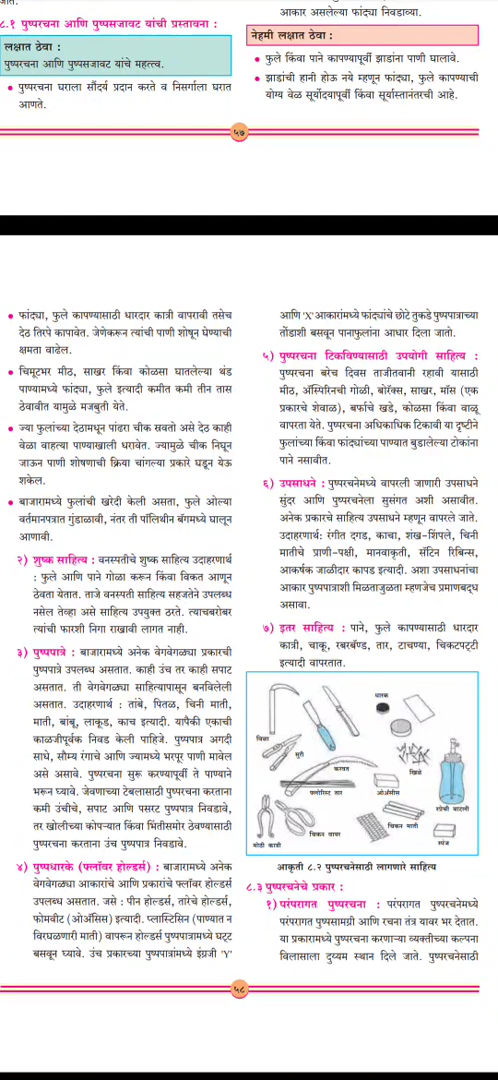 जातो.
८.१ पुष्परचना आणि पुष्पसजावट यांची प्रस्तावना :
लक्षात ठेवा :
पुष्परचना आणि पुष्पसजावट यांचे महत्त्व.
• पुष्परचना घराला सौंदर्य प्रदान करते व निसर्गाला घरात
आणते.
आकार असलेल्या फांद्या निवडाव्या.
नेहमी लक्षात ठेवा :
• फुले किंवा पाने कापण्यापूर्वी झाडांना पाणी घालावे.
• झाडांची हानी होऊ नये म्हणून फांद्या, फुले कापण्याची
योग्य वेळ सूर्योदयापूर्वी किंवा सूर्यास्तानंतरची आहे.
५७
• फांद्या, फुले कापण्यासाठी धारदार कात्री वापरावी तसेच
देठ तिरपे कापावेत. जेणेकरून त्यांची पाणी शोषून घेण्याची
क्षमता वाढेल.
• चिमूटभर मीठ, साखर किंवा कोळसा घातलेल्या थंड
पाण्यामध्ये फांद्या, फुले इत्यादी कमीत कमी तीन तास
ठेवावीत यामुळे मजबुती येते.
• ज्या फुलांच्या देठामधून पांढरा चीक सवतो असे देठ काही
वेळा वाहत्या पाण्याखाली धरावेत. ज्यामुळे चीक निघून
जाऊन पाणी शोषणाची क्रिया चांगल्या प्रकारे घडून येऊ
शकेल.
• बाजारामध्ये फुलांची खरेदी केली असता, फुले ओल्या
वर्तमानपत्रात गुंडाळावी, नंतर ती पॉलिथीन बॅगमध्ये घालून
आणावी.
२) शुष्क साहित्य : वनस्पतीचे शुष्क साहित्य उदाहरणार्थ
: फुले आणि पाने गोळा करून किंवा विकत आणून
ठेवता येतात. ताजे वनस्पती साहित्य सहजतेने उपलब्ध
नसेल तेव्हा असे साहित्य उपयुक्त ठरते. त्याचबरोबर
त्यांची फारशी निगा राखावी लागत नाही.
३) पुष्पपात्रे : बाजारामध्ये अनेक वेगवेगळ्या प्रकारची
पुष्पपात्रे उपलब्ध असतात. काही उंच तर काही सपाट
असतात. ती वेगवेगळ्या साहित्यापासून बनविलेली
असतात. उदाहरणार्थ : तांबे, पितळ, चिनी माती,
माती, बांबू, लाकूड, काच इत्यादी. यापैकी एकाची
काळजीपूर्वक निवड केली पाहिजे. पुष्पपात्र अगदी
साधे, सौम्य रंगावे आणि ज्यामध्ये भरपूर पाणी मावेल
असे असावे. पुष्परचना सुरू करण्यापूर्वी ते पाण्याने
भरून घ्यावे. जेवणाच्या टेबलासाठी पुष्परचना करताना
कमी उंचीचे, सपाट आणि पसरट पुष्पपात्र निवडावे,
तर खोलीच्या कोपऱ्यात किंवा भिंतीसमोर ठेवण्यासाठी
पुष्परचना करताना उंच पुष्पपात्र निवडावे.
४) पुष्पधारके (फ्लॉवर होल्डर्स) : बाजारामध्ये अनेक
वेगवेगळ्या आकारांचे आणि प्रकारांचे फ्लॉवर होल्डर्स
उपलब्ध असतात. जसे : पीन होल्डर्स, तारेचे होल्डर्स,
फोमवीट (ओॲसिस) इत्यादी. प्लास्टिसिन (पाण्यात न
विरघळणारी माती) वापरून होल्डर्स पुष्पपात्रामध्ये घट्ट
बसवून घ्यावे. उंच प्रकारच्या पुष्पपात्रांमध्ये इंग्रजी 'Y'
आणि 'X' आकारांमध्ये फांद्यांचे छोटे तुकडे पुष्पपात्राच्या
तोंडाशी बसवून पानाफुलांना आधार दिला जातो.
५) पुष्परचना टिकविण्यासाठी उपयोगी साहित्य :
पुष्परचना बरेच दिवस ताजीतवानी रहावी यासाठी
मीठ, ॲस्पिरिनची गोळी, बोरॅक्स, साखर, मॉस (एक
प्रकारचे शेवाळ), बर्फाचे खडे, कोळसा किंवा वाळू
वापरता येते. पुष्परचना अधिकाधिक टिकावी या दृष्टीने
फुलांच्या किंवा फांद्यांच्या पाण्यात बुडालेल्या टोकांना
पाने नसावीत.
६) उपसाधने : पुष्परचनेमध्ये वापरली जाणारी उपसाधने
सुंदर आणि पुष्परचनेला सुसंगत अशी असावीत.
अनेक प्रकारचे साहित्य उपसाधने म्हणून वापरले जाते.
उदाहरणार्थ: रंगीत दगड, काचा, शंख-शिंपले, चिनी
मातीचे प्राणी-पक्षी, मानवाकृती, सॅटिन रिबिन्स,
आकर्षक जाळीदार कापड इत्यादी. अशा उपसाधनांचा
आकार पुष्पपात्राशी मिळताजुळता म्हणजेच प्रमाणबद्ध
असावा.
७) इतर साहित्य : पाने, फुले कापण्यासाठी धारदार
कात्री, चाकू, रबरबॅण्ड, तार, टाचण्या, चिकटपट्टी
इत्यादी वापरतात.
धारक
विळा
सुरी
करवत
खिळे
फ्लोरिस्ट तार
ओॲसीस
स्प्रेची बाटली
चिकन माती
चिकन वायर
मोठी कात्री
स्पंज
आकृती ८.२ पुष्परचनेसाठी लागणारे साहित्य
८.३ पुष्परचनेचे प्रकार :
१) परंपरागत पुष्परचना : परंपरागत पुष्परचनेमध्ये
परंपरागत पुष्पसामग्री आणि रचना तंत्र यावर भर देतात.
या प्रकारामध्ये पुष्परचना करणाऱ्या व्यक्तीच्या कल्पना
विलासाला दुय्यम स्थान दिले जाते. पुष्परचनेसाठी
५८